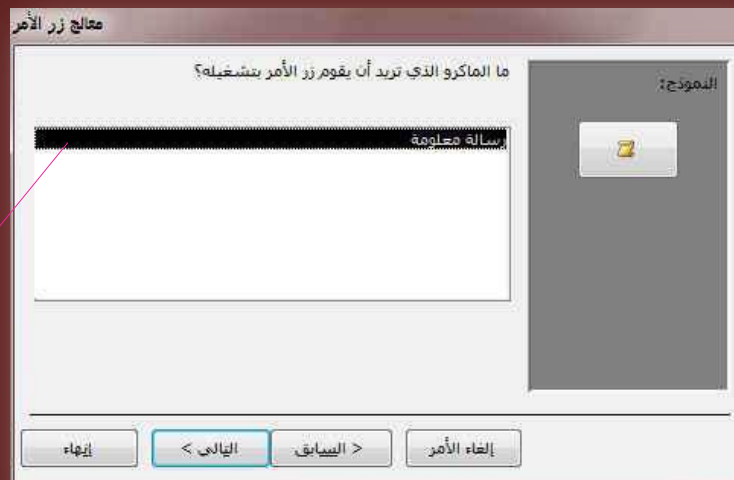 معالج زر الأمر
النموذج:
ما الماكرو الذي تريد أن يقوم زر الأمر بتشغيله؟
رسالة معلومة
إلغاء الأمر
< السابق
التالي >
إنهاء